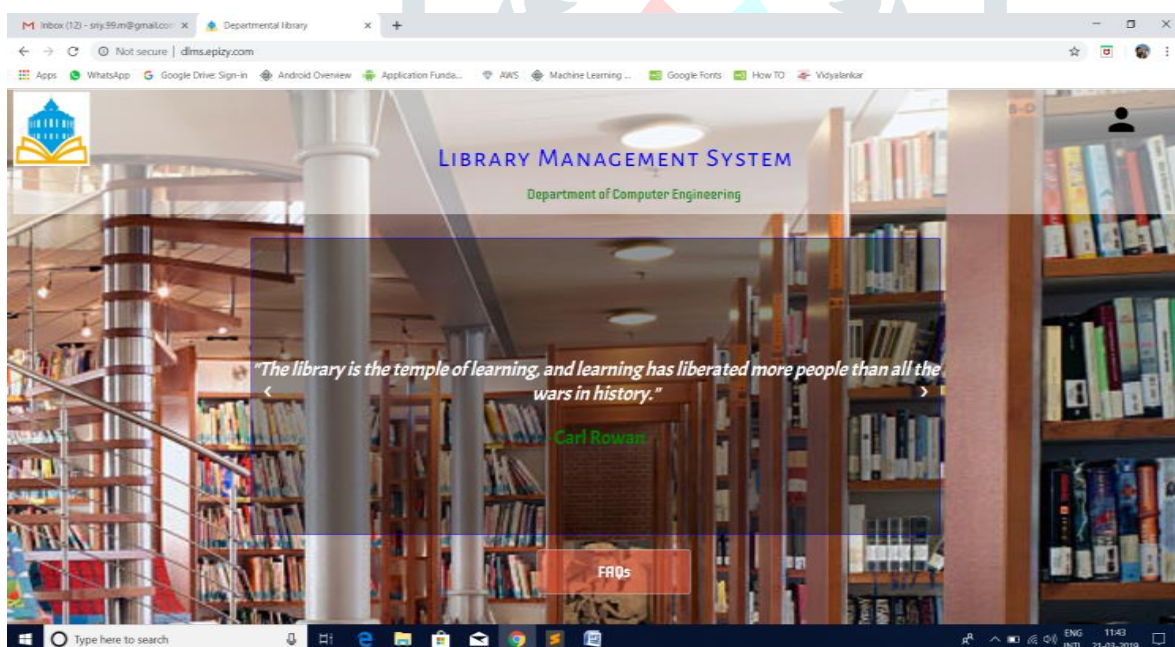 Inbox (12) - sriy.99.m@gmail.com
Departmental library
Not secure | dlms.epizy.com
Apps
WhatsApp
Google Drive: Sign-in
Android Overview
Application Funda...
AWS
Machine Learning ...
Google Fonts
How TO
Vidyalankar
B-D
LIBRARY MANAGEMENT SYSTEM
Department of Computer Engineering
"The library is the temple of learning, and learning has liberated more people than all the
wars in history."
- Carl Rowan
FAQs
Type here to search
ENG 11:43
INTL 21-03-2019